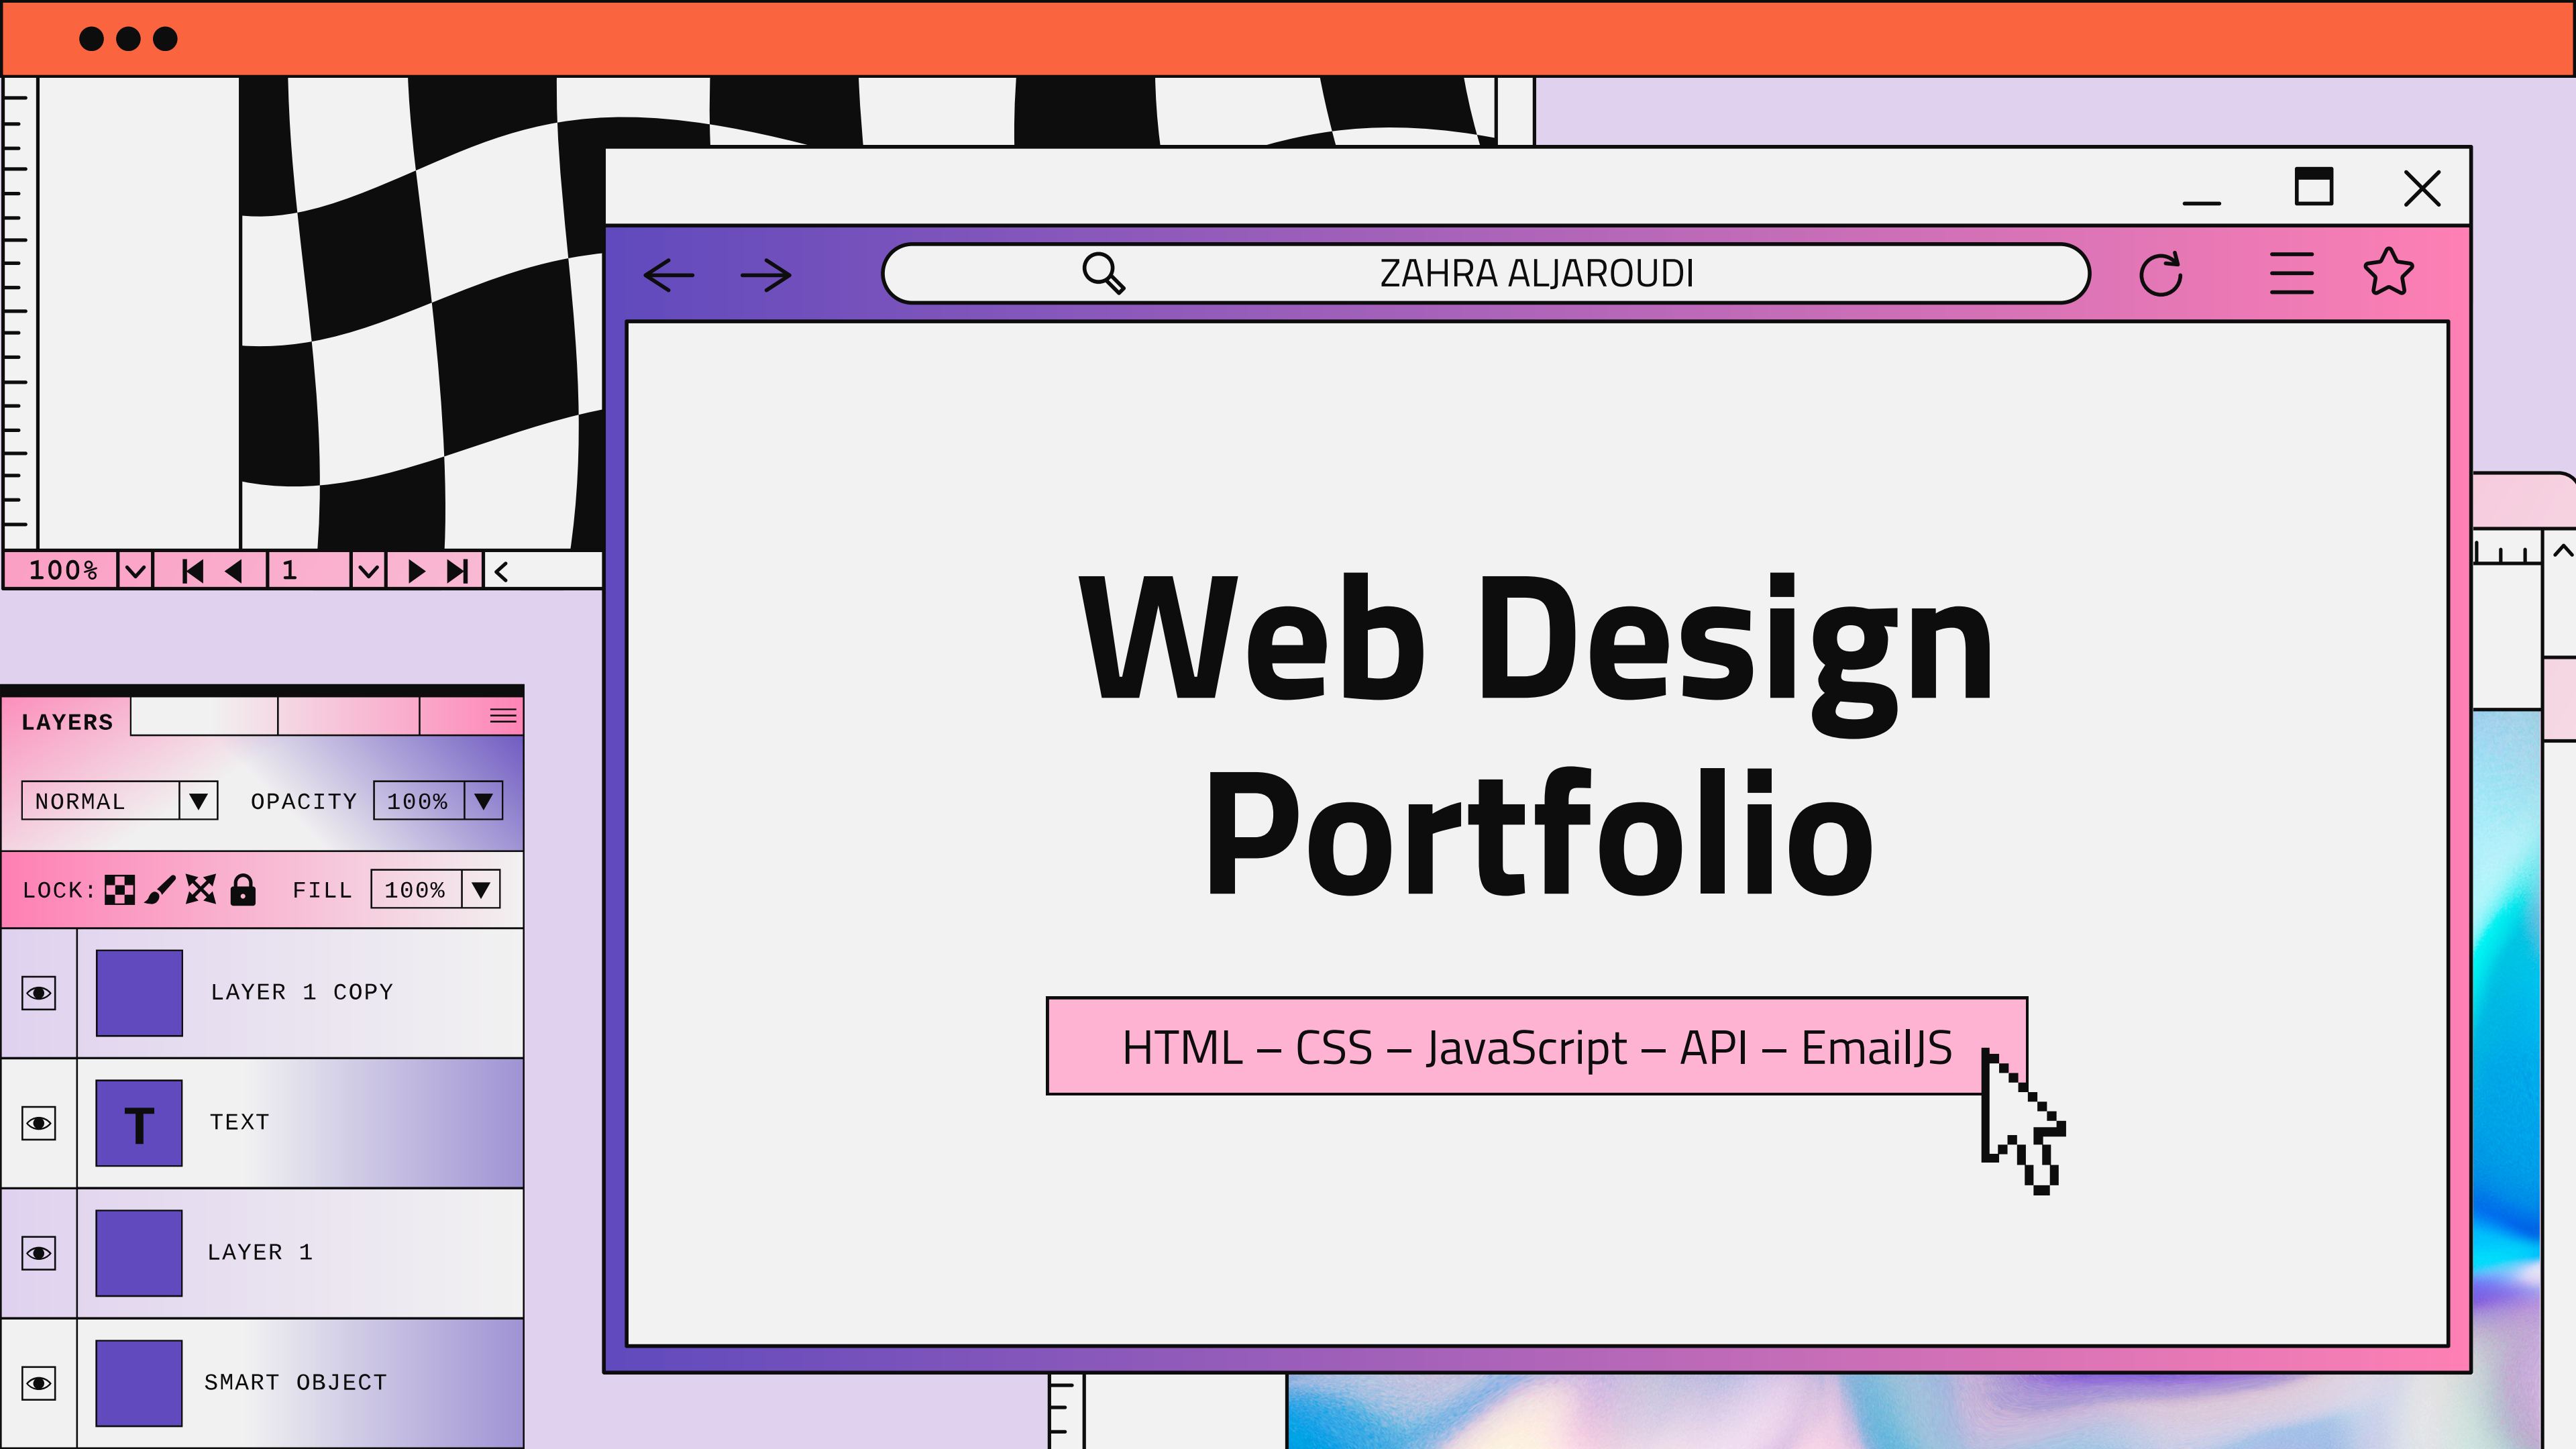 ZAHRA ALJAROUDI
Web Design
Portfolio
HTML – CSS – JavaScript – API – EmailJS
100%
1
LAYERS
NORMAL OPACITY 100%
LOCK: FILL 100%
LAYER 1 COPY
T TEXT
LAYER 1
SMART OBJECT